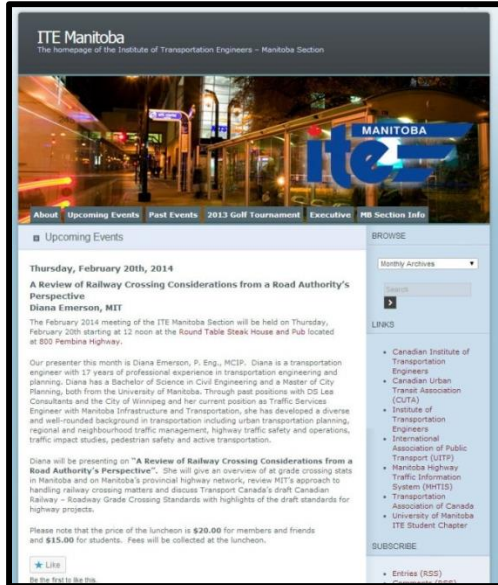 ITE Manitoba
The homepage of the Institute of Transportation Engineers – Manitoba Section
MANITOBA
ite
About Upcoming Events Past Events 2013 Golf Tournament Executive MB Section Info
Upcoming Events
Thursday, February 20th, 2014
A Review of Railway Crossing Considerations from a Road Authority's
Perspective
Diana Emerson, MIT
The February 2014 meeting of the ITE Manitoba Section will be held on Thursday,
February 20th starting at 12 noon at the Round Table Steak House and Pub located
at 800 Pembina Highway.
Our presenter this month is Diana Emerson, P. Eng., MCIP. Diana is a transportation
engineer with 17 years of professional experience in transportation engineering and
planning. Diana has a Bachelor of Science in Civil Engineering and a Master of City
Planning, both from the University of Manitoba. Through past positions with DS Lea
Consultants and the City of Winnipeg and her current position as Traffic Services
Engineer with Manitoba Infrastructure and Transportation, she has developed a diverse
and well-rounded background in transportation including urban transportation planning,
regional and neighbourhood traffic management, highway traffic safety and operations,
traffic impact studies, pedestrian safety and active transportation.
Diana will be presenting on "A Review of Railway Crossing Considerations from a
Road Authority's Perspective". She will give an overview of at grade crossing stats
in Manitoba and on Manitoba's provincial highway network, review MIT's approach to
handling railway crossing matters and discuss Transport Canada's draft Canadian
Railway – Roadway Grade Crossing Standards with highlights of the draft standards for
highway projects.
Please note that the price of the luncheon is $20.00 for members and friends
and $15.00 for students. Fees will be collected at the luncheon.
Like
Be the first to like this.
BROWSE
Monthly Archives
Search
LINKS
Canadian Institute of
Transportation
Engineers
Canadian Urban
Transit Association
(CUTA)
Institute of
Transportation
Engineers
International
Association of Public
Transport (UITP)
Manitoba Highway
Traffic Information
System (MHTIS)
Transportation
Association of Canada
University of Manitoba
ITE Student Chapter
SUBSCRIBE
Entries (RSS)
Comments (RSS)